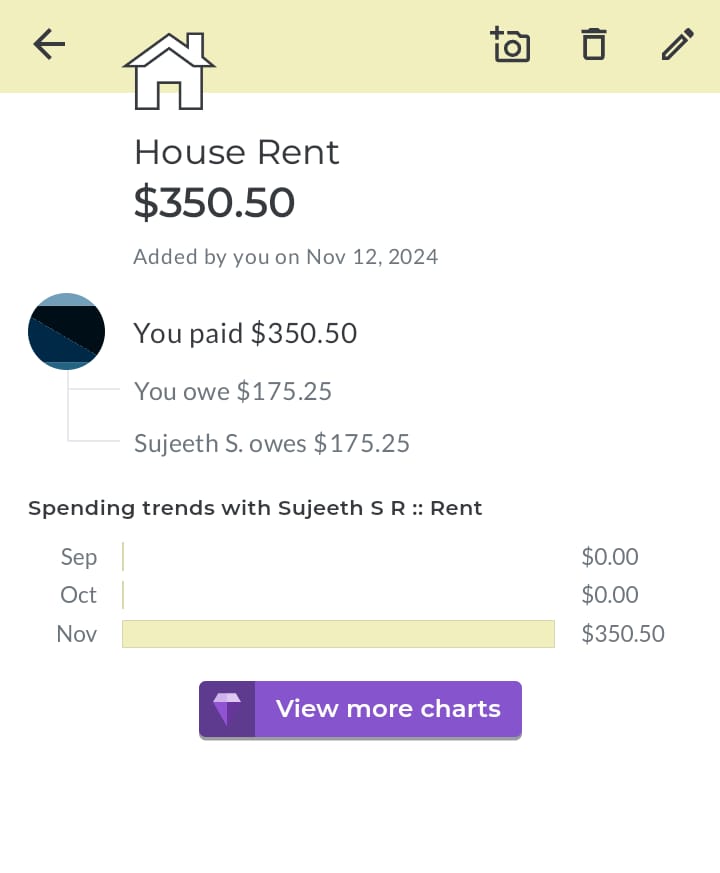 House Rent
$350.50
Added by you on Nov 12, 2024
You paid $350.50
You owe $175.25
Sujeeth S. owes $175.25
Spending trends with Sujeeth S R :: Rent
Sep $0.00
Oct $0.00
Nov $350.50
View more charts